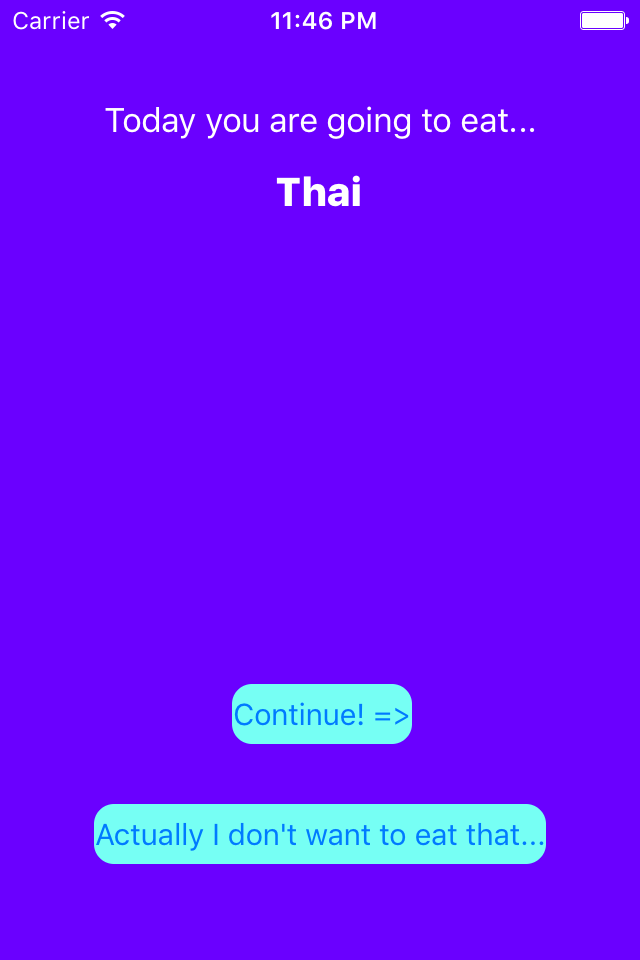 Carrier 11:46 PM
Today you are going to eat...
Thai
Continue! =>
Actually I don't want to eat that...